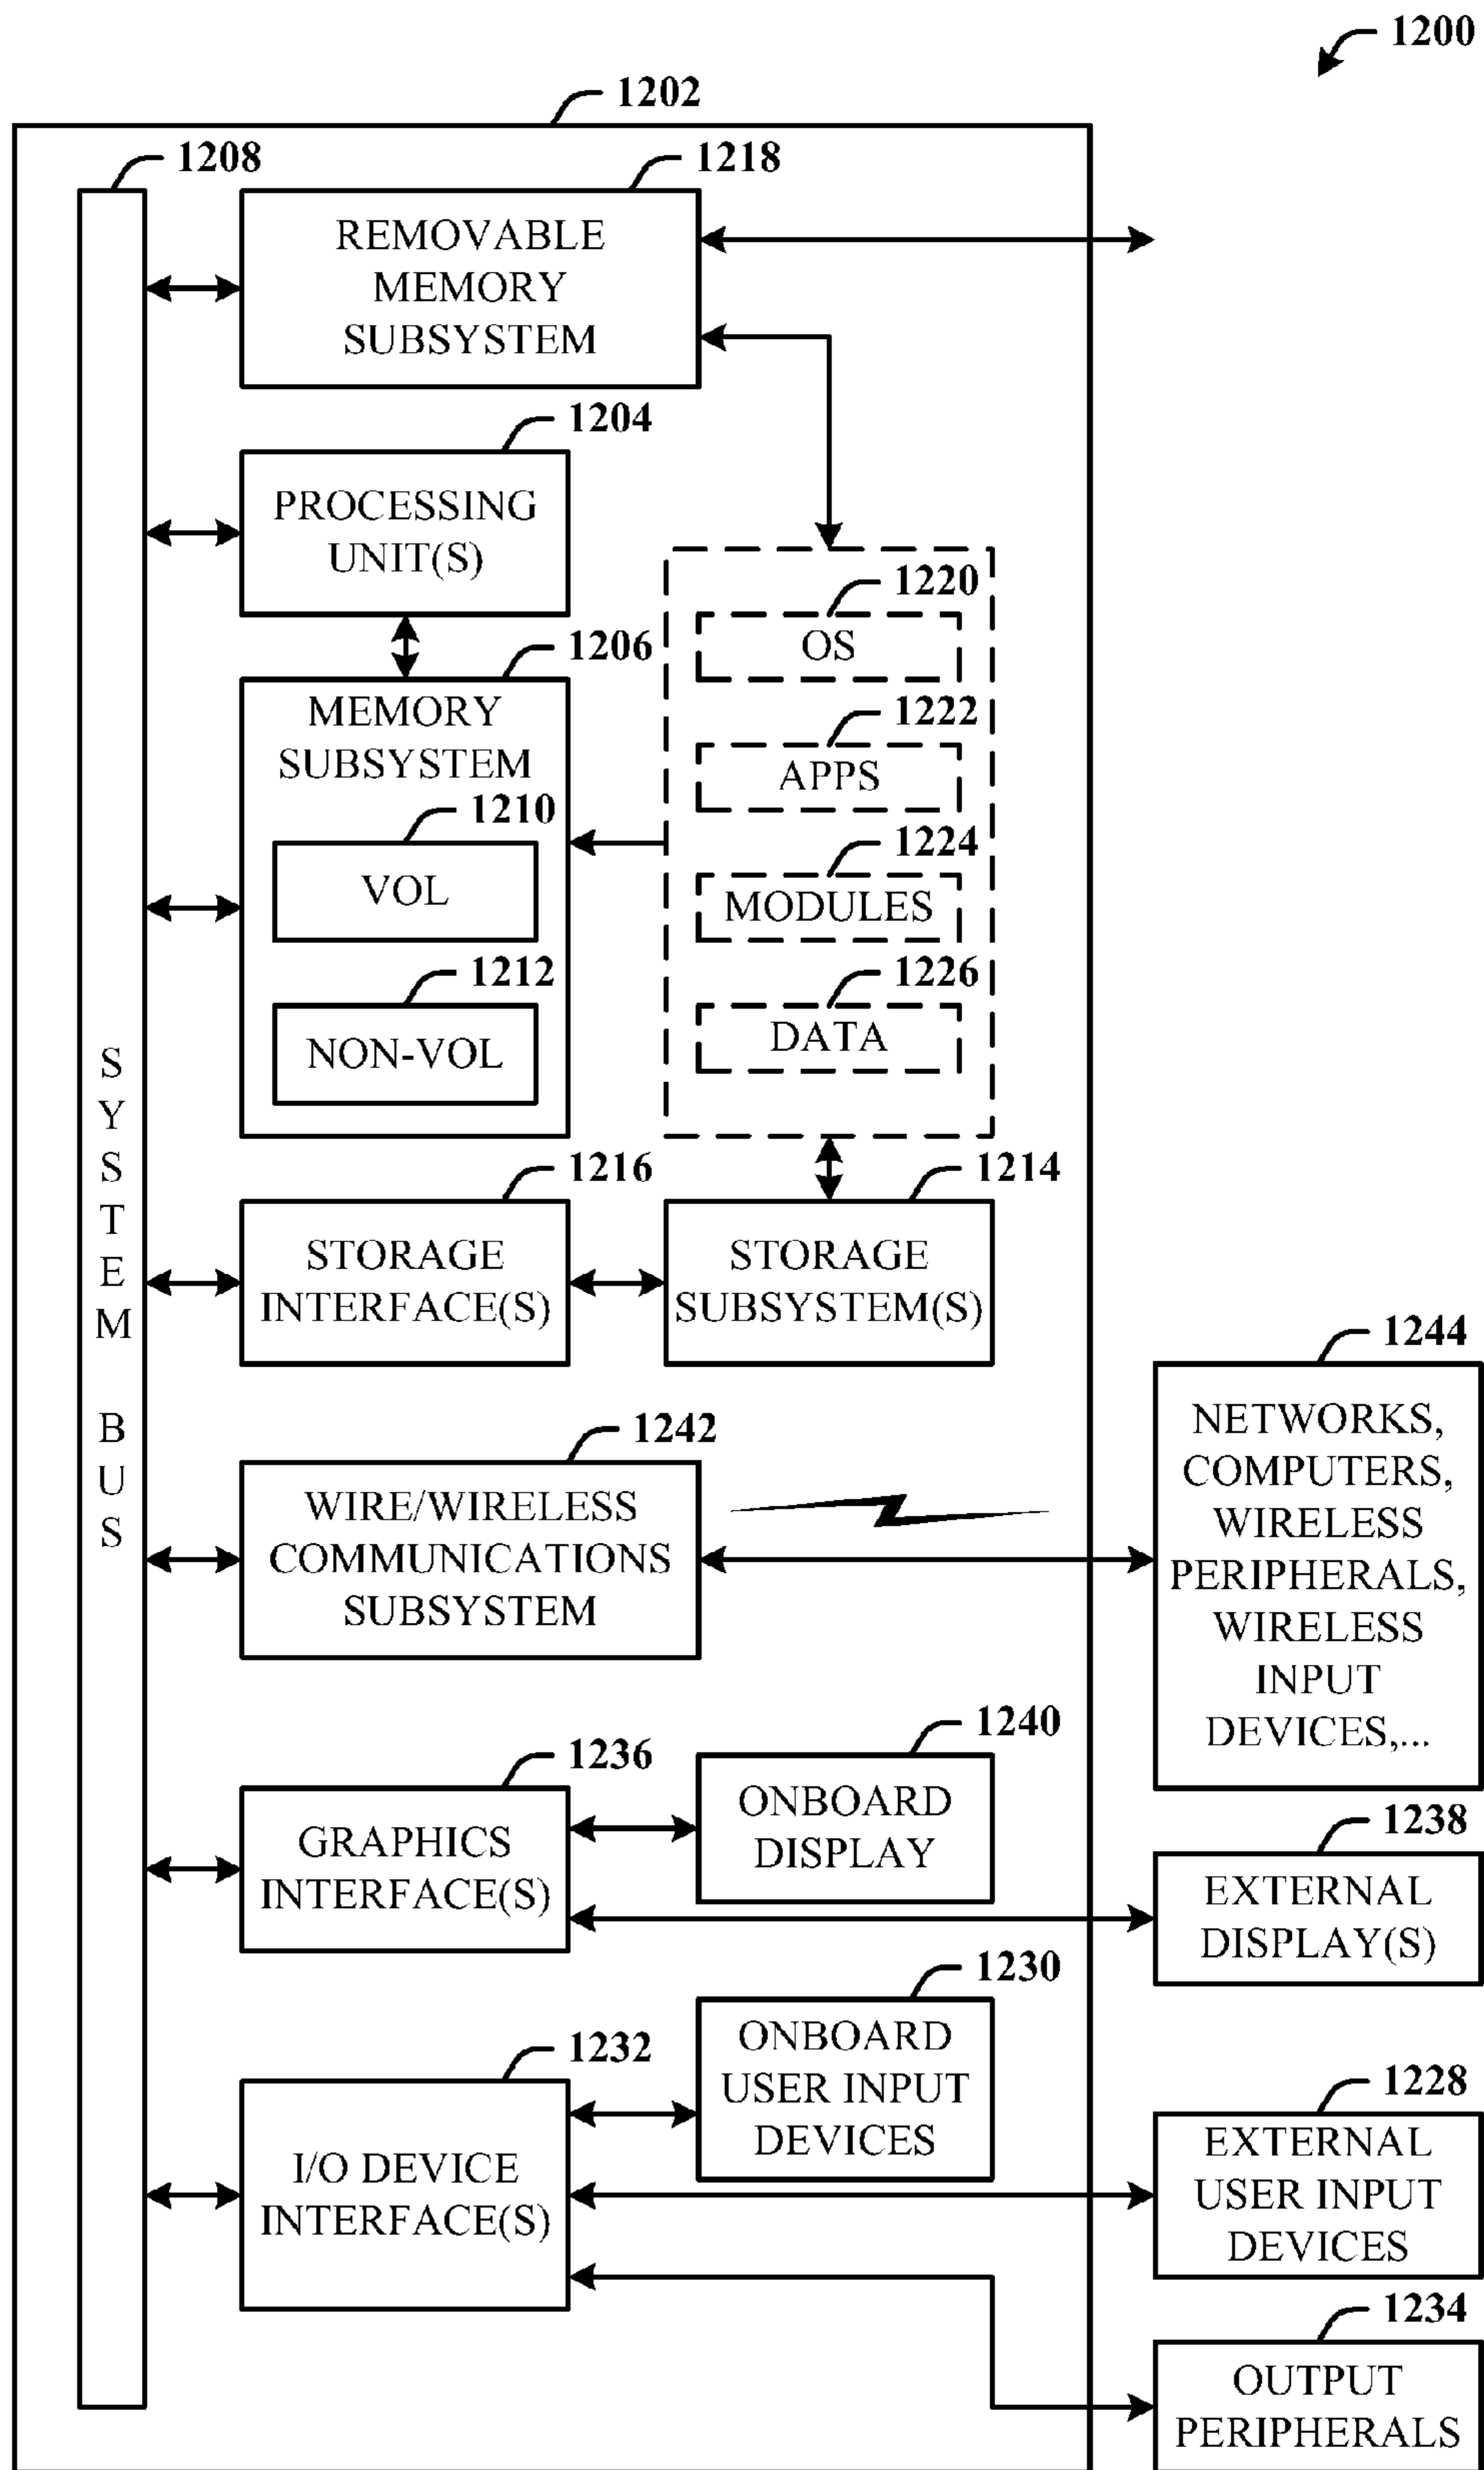 1200
1202
1208
1218
REMOVABLE
MEMORY
SUBSYSTEM
1204
PROCESSING
UNIT(S)
1206
MEMORY
SUBSYSTEM
1210
VOL
1212
NON-VOL
1220
OS
1222
APPS
1224
MODULES
1226
DATA
SYSTEM BUS
1216
STORAGE
INTERFACE(S)
1214
STORAGE
SUBSYSTEM(S)
1242
WIRE/WIRELESS
COMMUNICATIONS
SUBSYSTEM
1244
NETWORKS,
COMPUTERS,
WIRELESS
PERIPHERALS,
WIRELESS
INPUT
DEVICES,...
1236
GRAPHICS
INTERFACE(S)
1240
ONBOARD
DISPLAY
1238
EXTERNAL
DISPLAY(S)
1232
I/O DEVICE
INTERFACE(S)
1230
ONBOARD
USER INPUT
DEVICES
1228
EXTERNAL
USER INPUT
DEVICES
1234
OUTPUT
PERIPHERALS